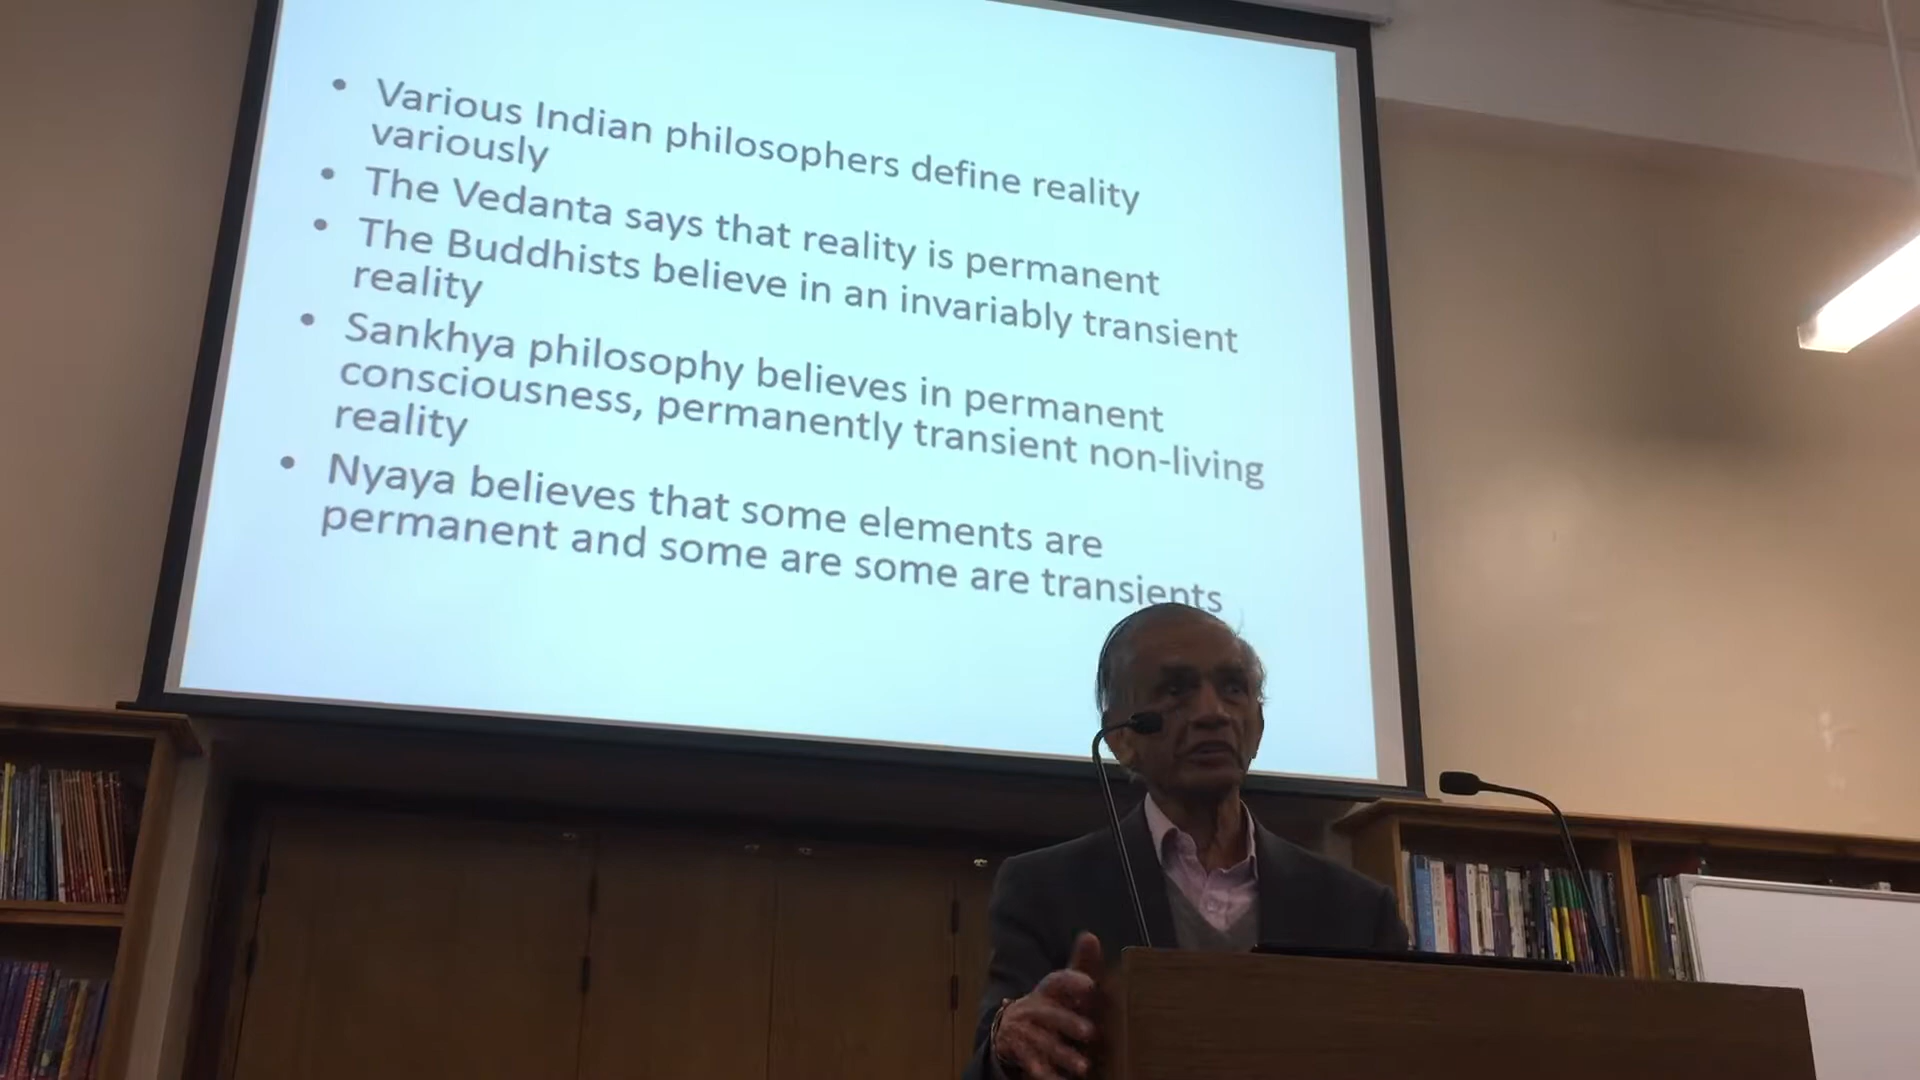 • Various Indian philosophers define reality
variously
• The Vedanta says that reality is permanent
• The Buddhists believe in an invariably transient
reality
• Sankhya philosophy believes in permanent
consciousness, permanently transient non-living
reality
• Nyaya believes that some elements are
permanent and some are some are transients